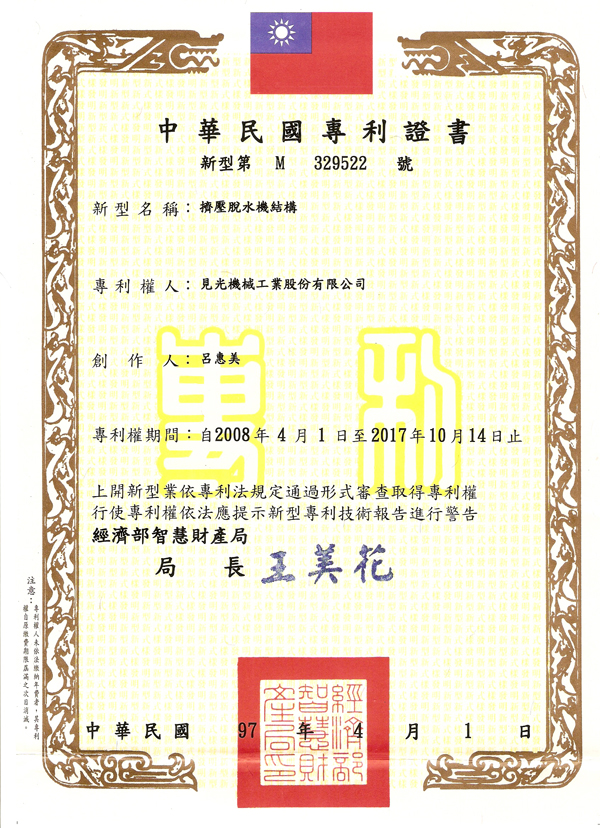 中華民國專利證書
新型第 M 329522 號
新型名稱：擠壓脫水機結構
專利權人：見光機械工業股份有限公司
創作人：呂惠美
專利權期間：自2008年4月1日至2017年10月14日止
上開新型業依專利法規定通過形式審查取得專利權
行使專利權依法應提示新型專利技術報告進行警告
經濟部智慧財產局
局長 王美花
專利
注意：
專利權人未依法繳納年費者，其專利
權自原繳費期限屆滿之次日消滅。
經濟部
智慧財
產局印
中華民國 97 年 4 月 1 日